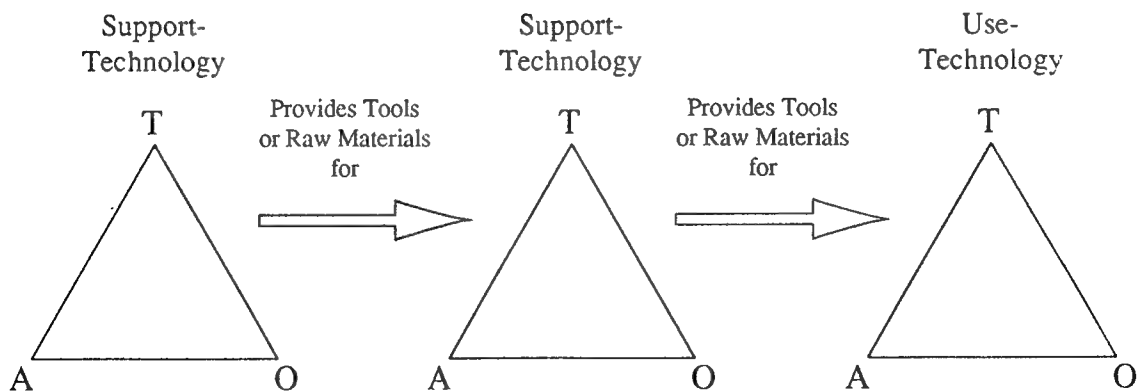 Support-
Technology
Support-
Technology
Use-
Technology
Provides Tools
or Raw Materials
for
Provides Tools
or Raw Materials
for
T
T
T
A
O
A
O
A
O